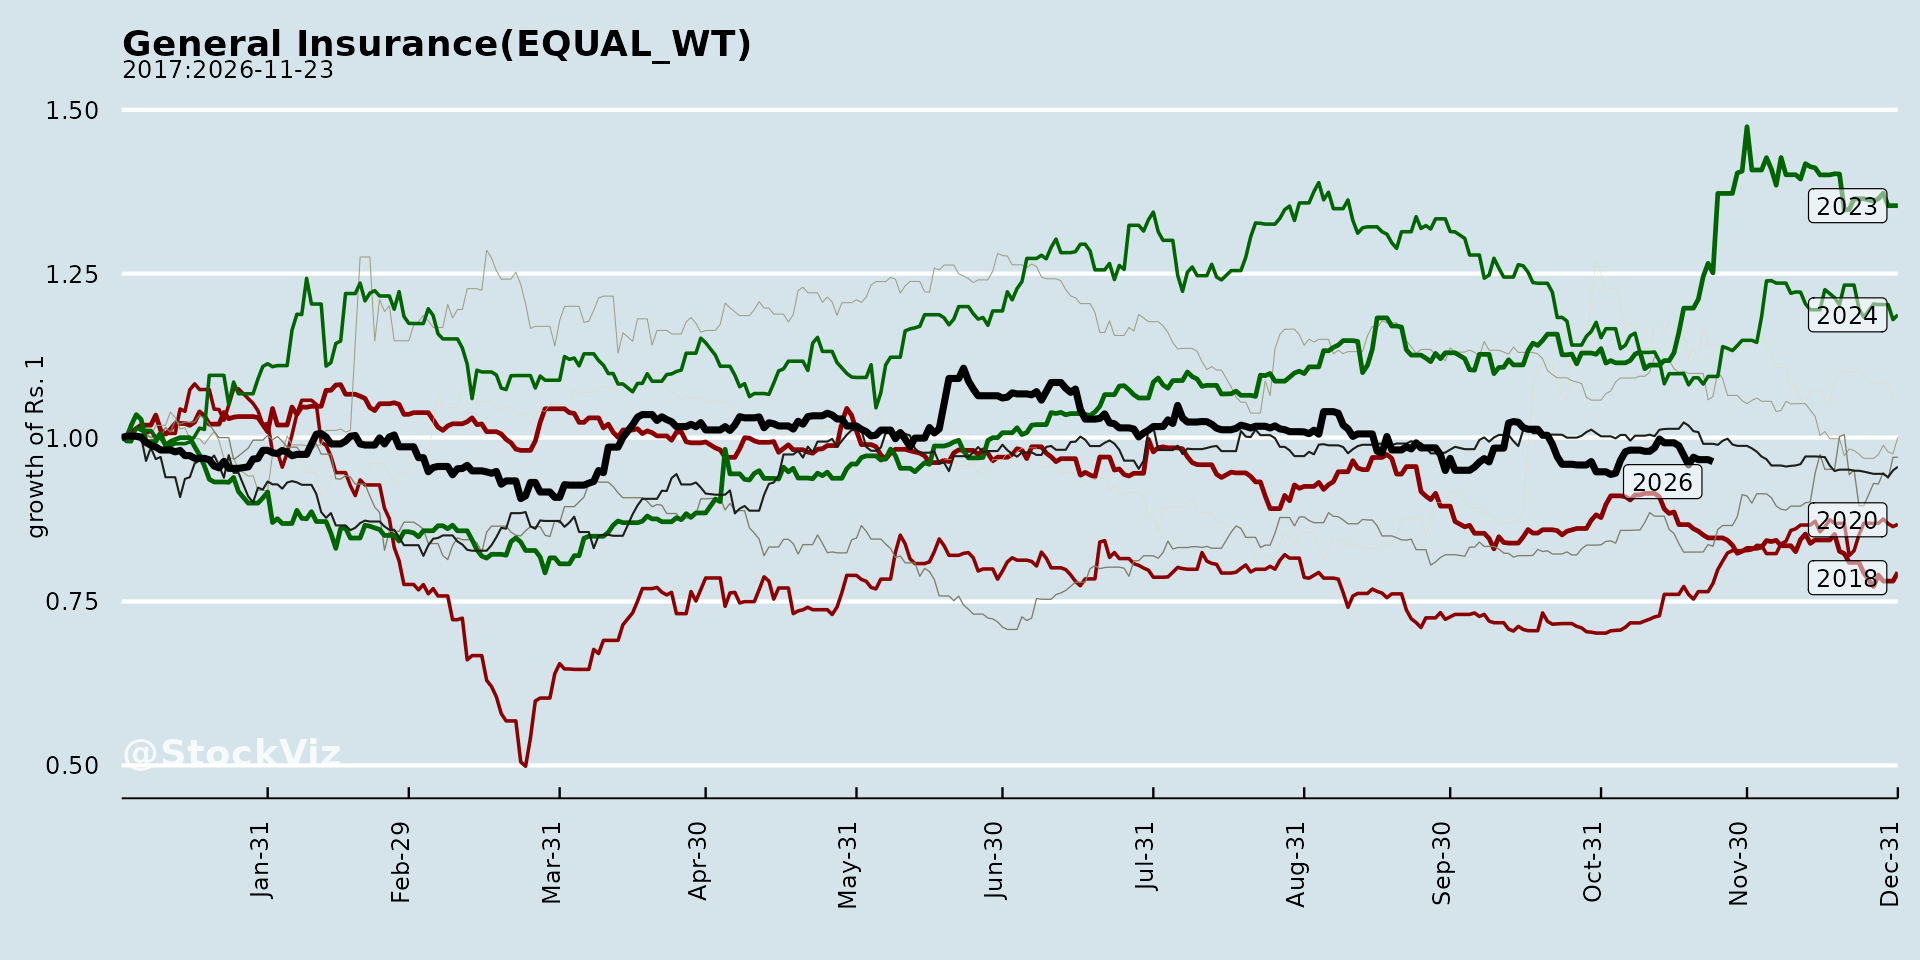 General Insurance(EQUAL_WT)
2017:2026-11-23
growth of Rs. 1
1.50
1.25
1.00
0.75
0.50
2023
2024
2026
2020
2018
@StockViz
Jan-31
Feb-29
Mar-31
Apr-30
May-31
Jun-30
Jul-31
Aug-31
Sep-30
Oct-31
Nov-30
Dec-31